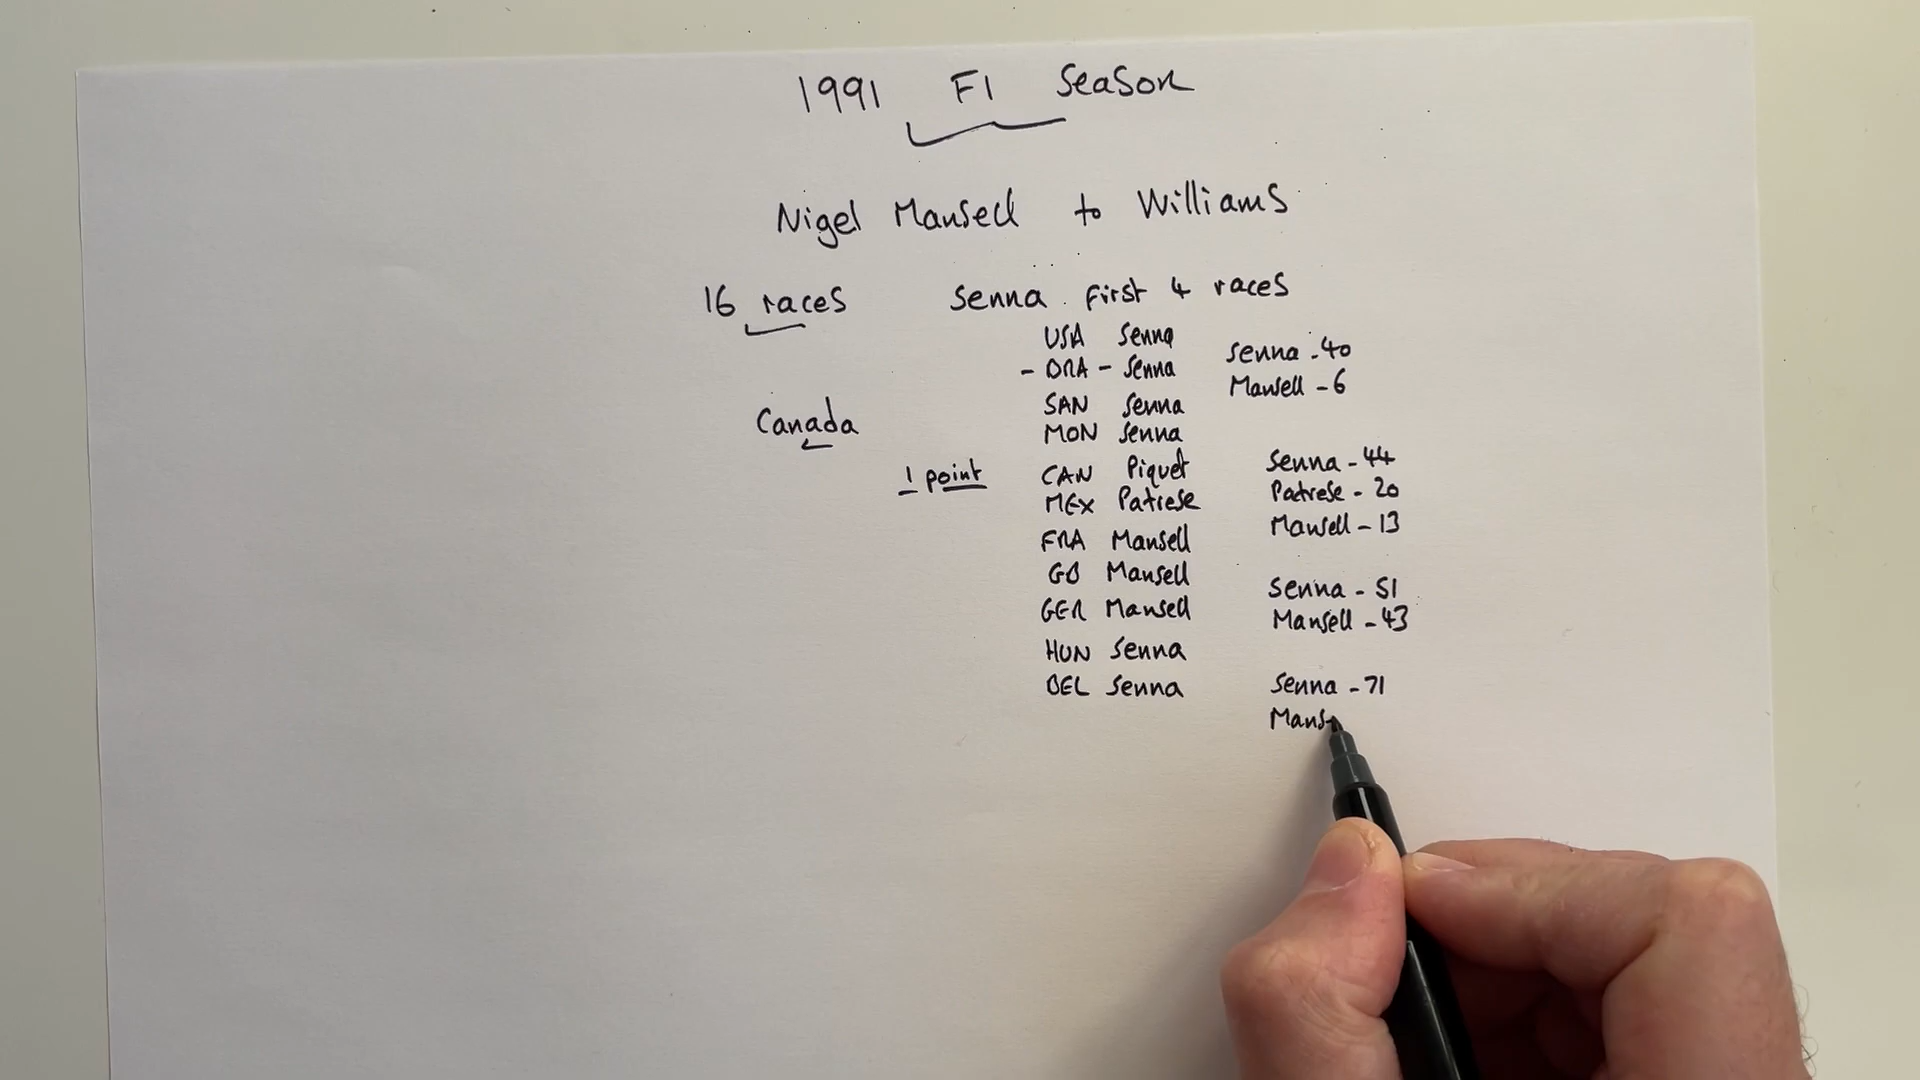 1991 F1 Season
Nigel Mansell to Williams
16 races Senna First 4 races
USA Senna
- BRA - Senna
Senna - 40
Mansell - 6
SAN Senna
MON Senna
Canada
1 point
CAN Piquet
MEX Patrese
Senna - 44
Patrese - 20
Mansell - 13
FRA Mansell
GB Mansell
GER Mansell
Senna - 51
Mansell - 43
HUN Senna
BEL Senna
Senna - 71
Mans